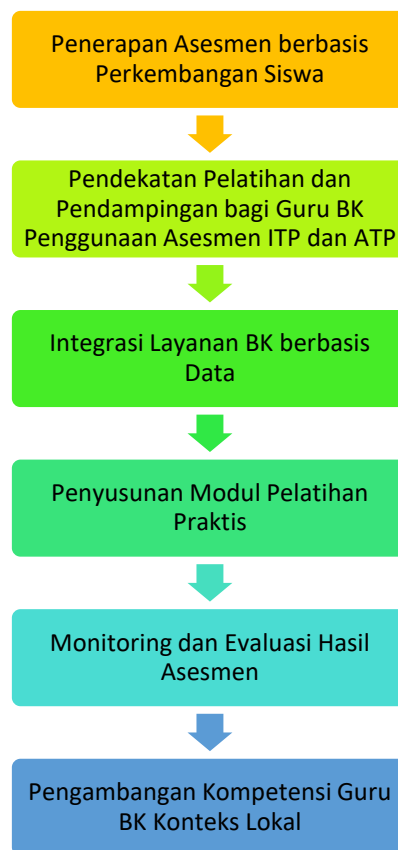 Penerapan Asesmen berbasis
Perkembangan Siswa
Pendekatan Pelatihan dan
Pendampingan bagi Guru BK
Penggunaan Asesmen ITP dan ATP
Integrasi Layanan BK berbasis
Data
Penyusunan Modul Pelatihan
Praktis
Monitoring dan Evaluasi Hasil
Asesmen
Pengambangan Kompetensi Guru
BK Konteks Lokal